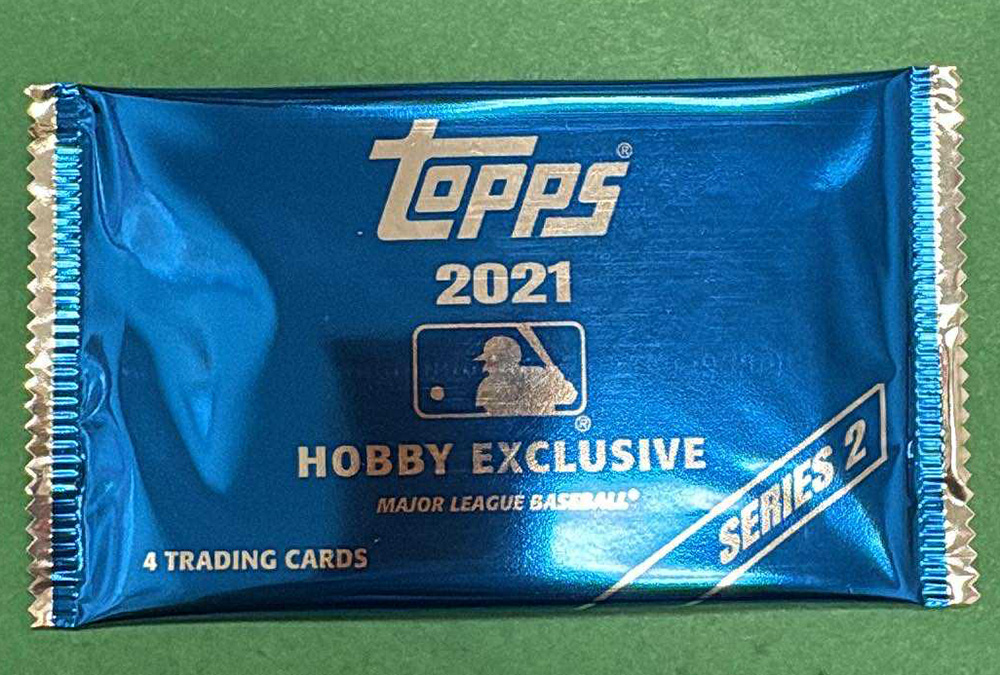 Topps®
2021
®
HOBBY EXCLUSIVE
MAJOR LEAGUE BASEBALL®
SERIES 2
4 TRADING CARDS